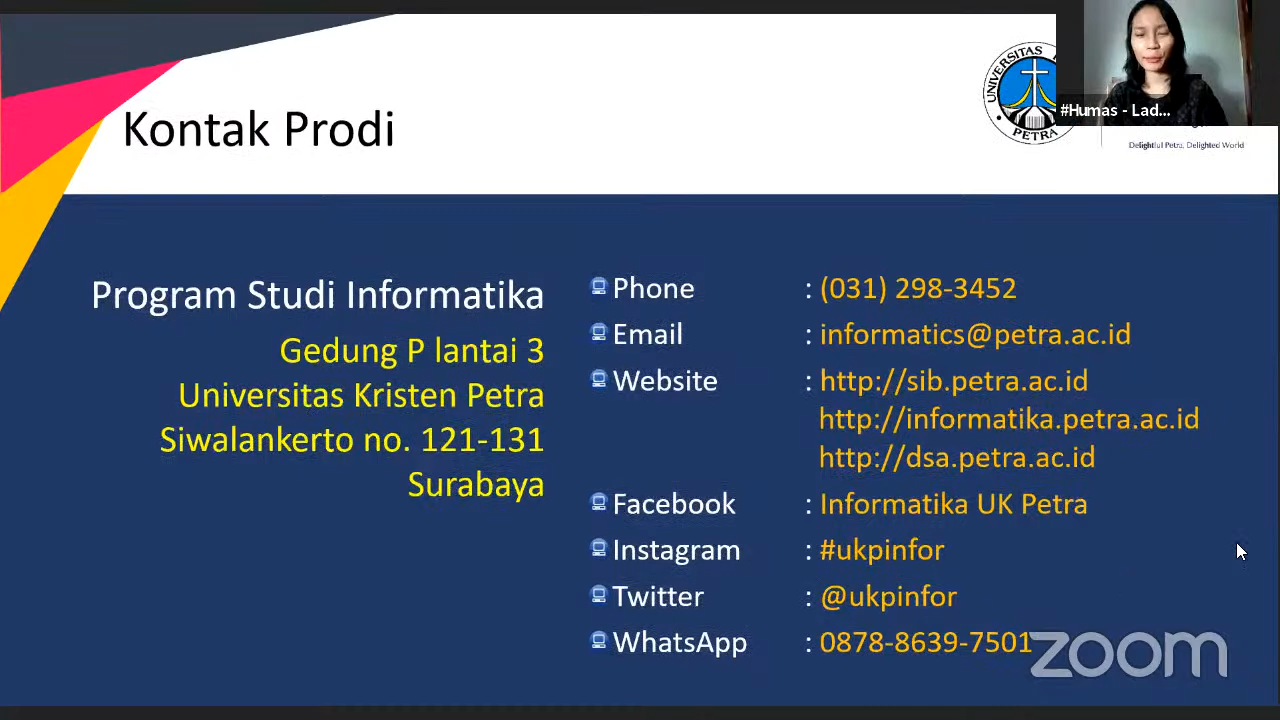 Kontak Prodi
UNIVERSITAS
PETRA
#Humas - Lad...
Delightful Petra, Delighted World
Program Studi Informatika
Gedung P lantai 3
Universitas Kristen Petra
Siwalankerto no. 121-131
Surabaya
Phone : (031) 298-3452
Email : informatics@petra.ac.id
Website : http://sib.petra.ac.id
http://informatika.petra.ac.id
http://dsa.petra.ac.id
Facebook : Informatika UK Petra
Instagram : #ukpinfor
Twitter : @ukpinfor
WhatsApp : 0878-8639-7501
zoom